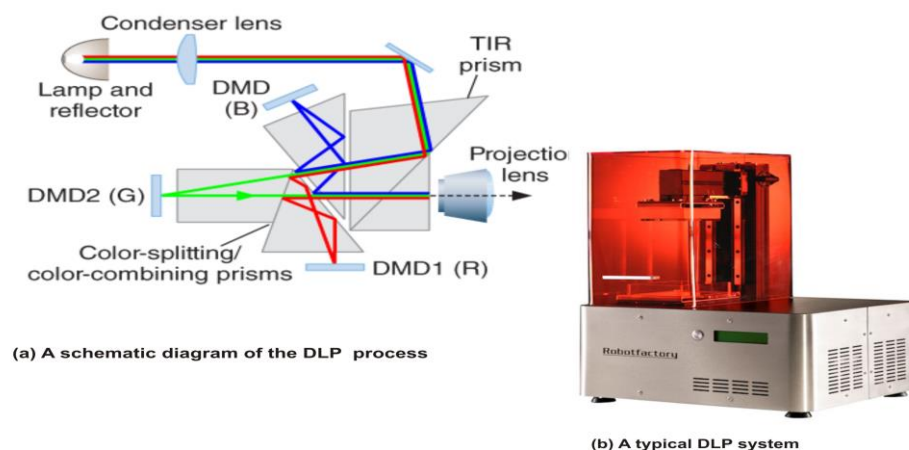 Condenser lens
TIR
prism
Lamp and
reflector
DMD
(B)
Projectio
lens
DMD2 (G)
Color-splitting/
color-combining prisms
DMD1 (R)
(a) A schematic diagram of the DLP process
Robotfactory
(b) A typical DLP system